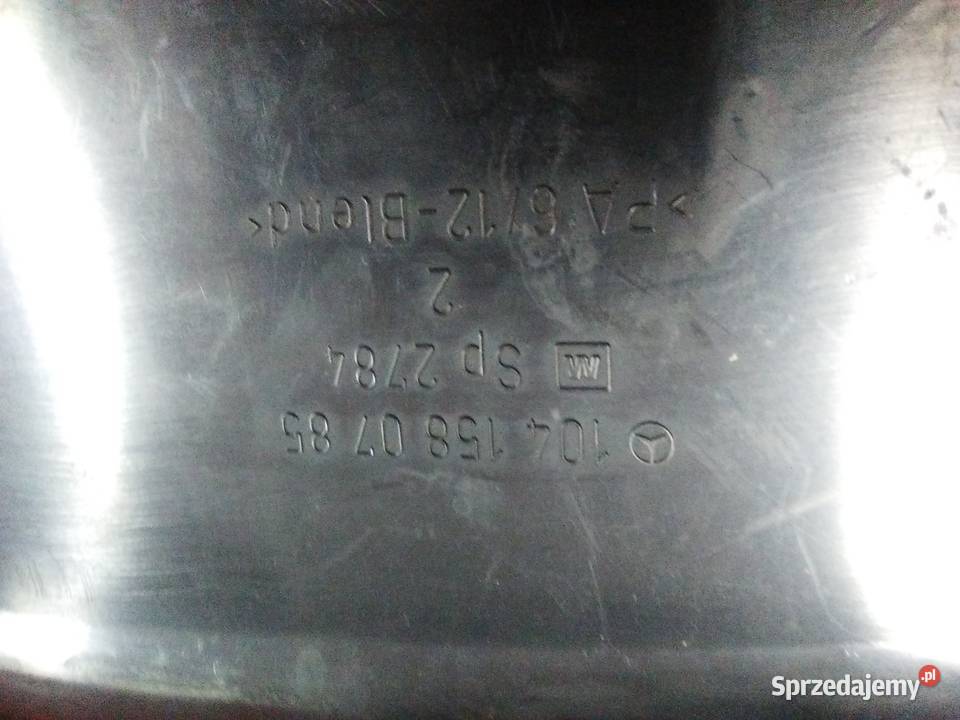 104 158 07 85
Sp 2784
2
>PA 6/12-Blend<
Sprzedajemy.pl